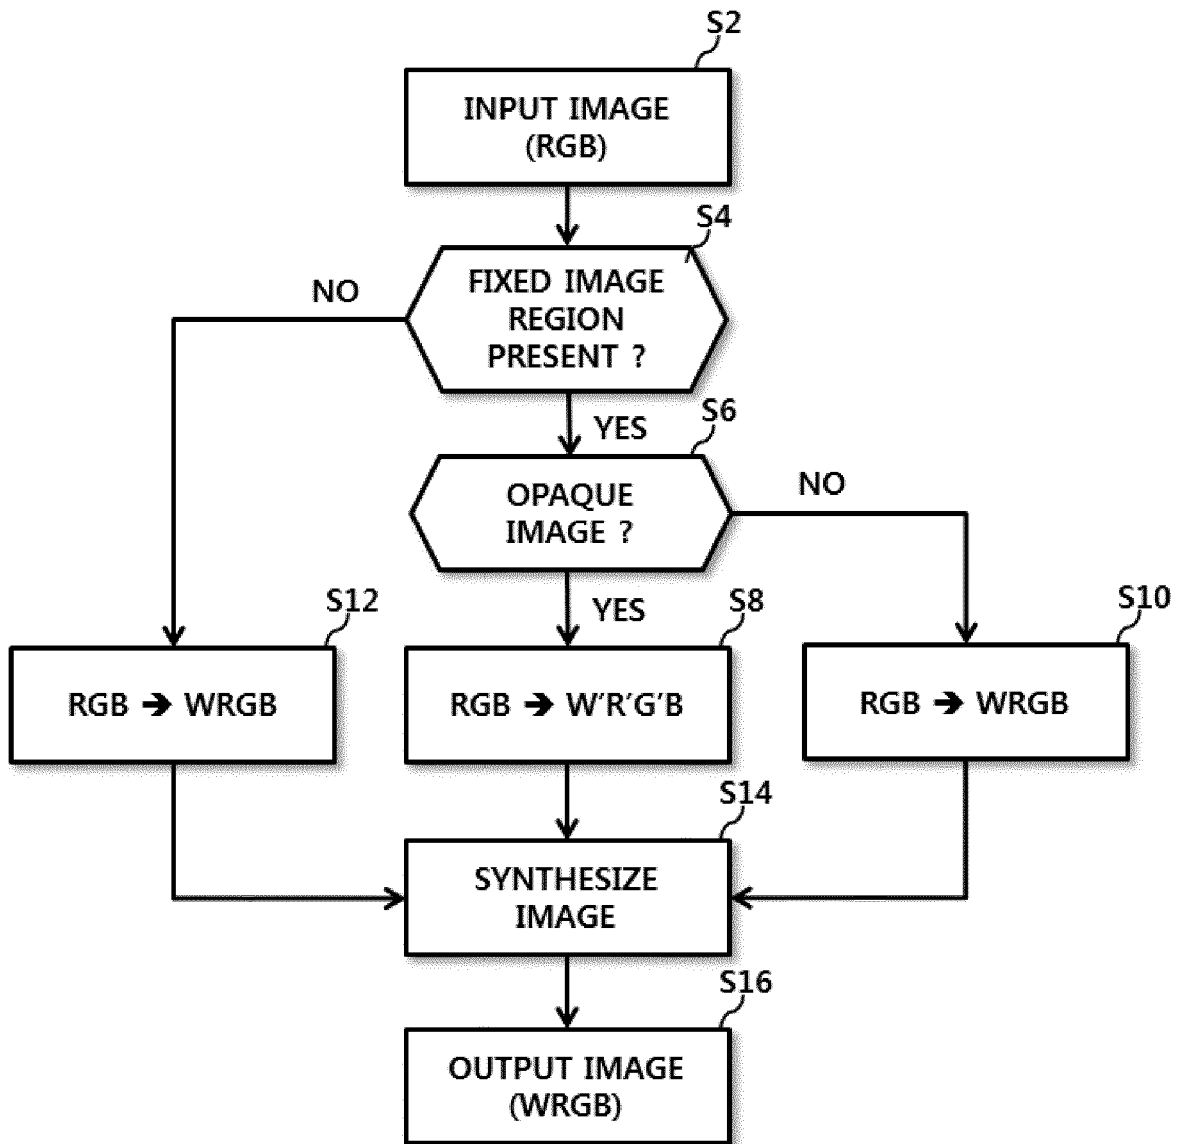 S2
INPUT IMAGE
(RGB)
S4
FIXED IMAGE
REGION
PRESENT ?
NO
YES
S6
OPAQUE
IMAGE ?
NO
YES
S12
RGB ➔ WRGB
S8
RGB ➔ W'R'G'B
S10
RGB ➔ WRGB
S14
SYNTHESIZE
IMAGE
S16
OUTPUT IMAGE
(WRGB)